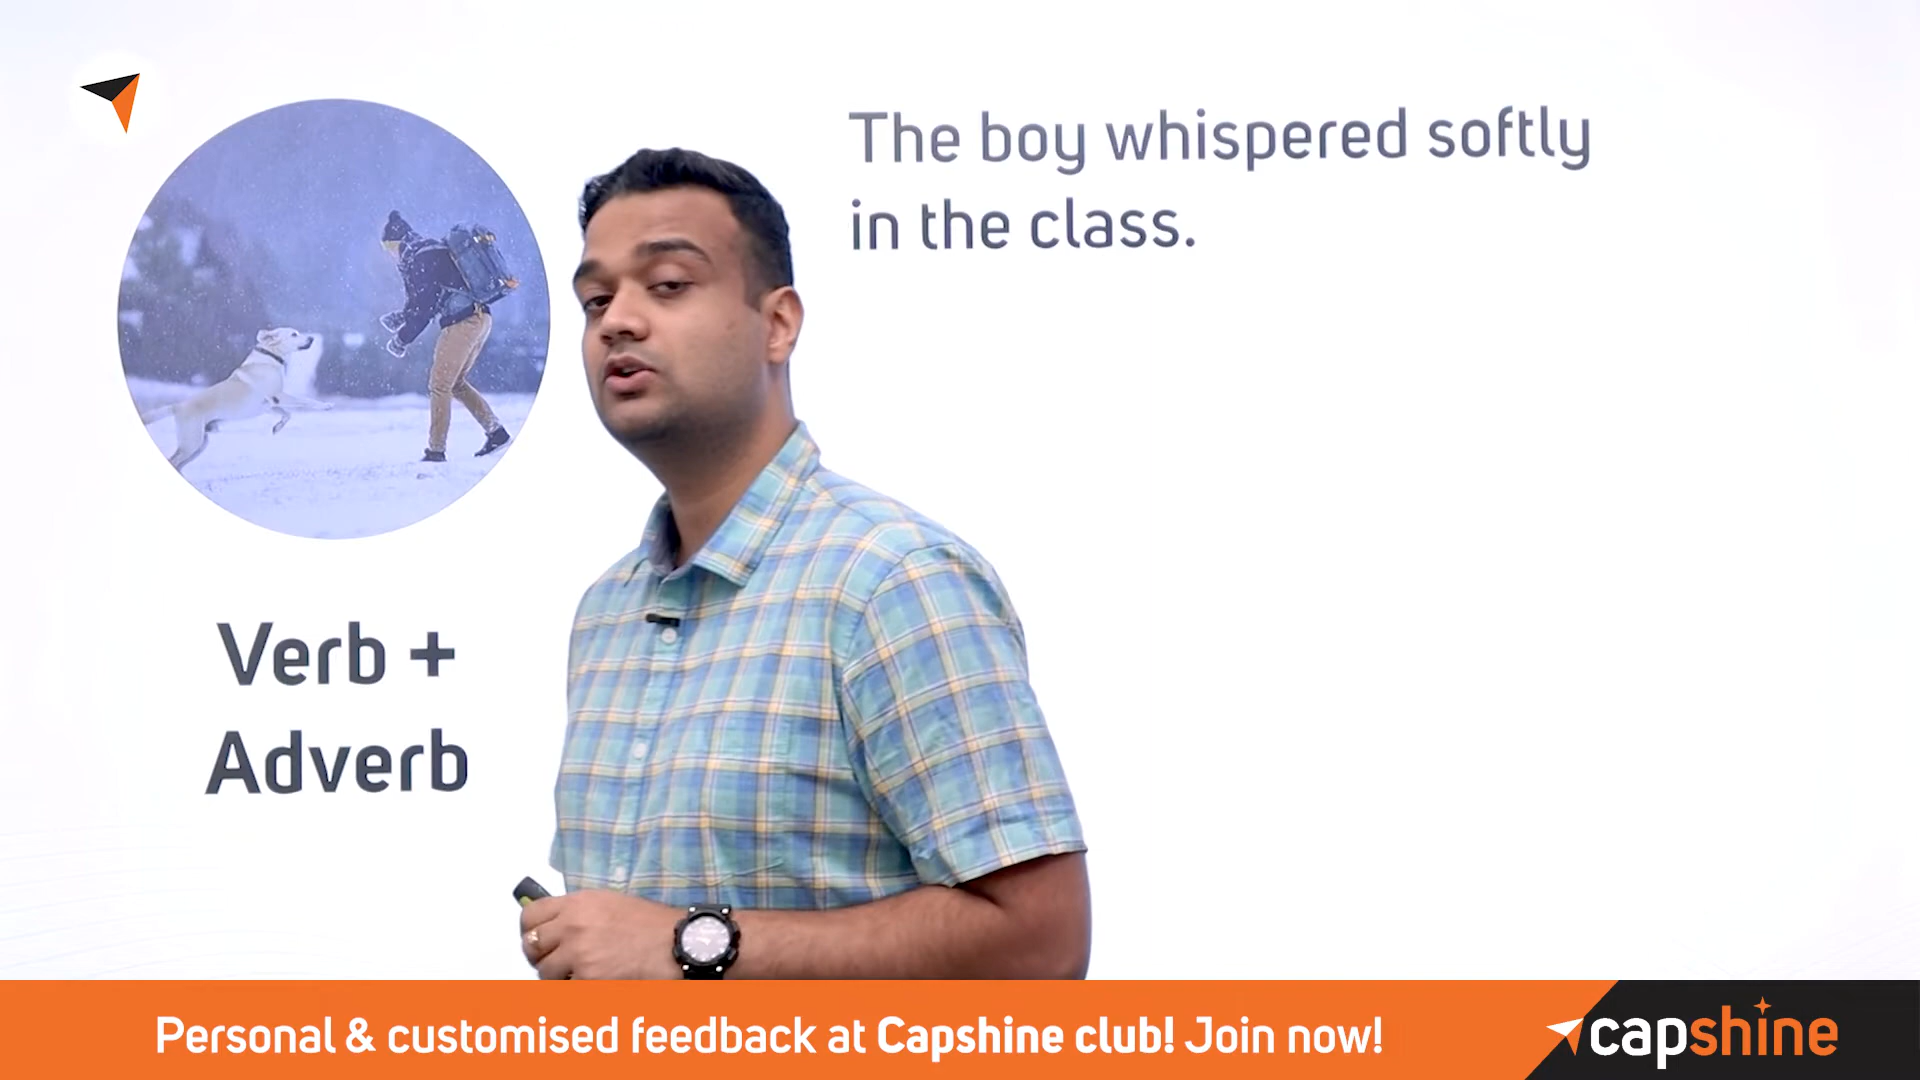 The boy whispered softly
in the class.
Verb +
Adverb
Personal & customised feedback at Capshine club! Join now!
capshine